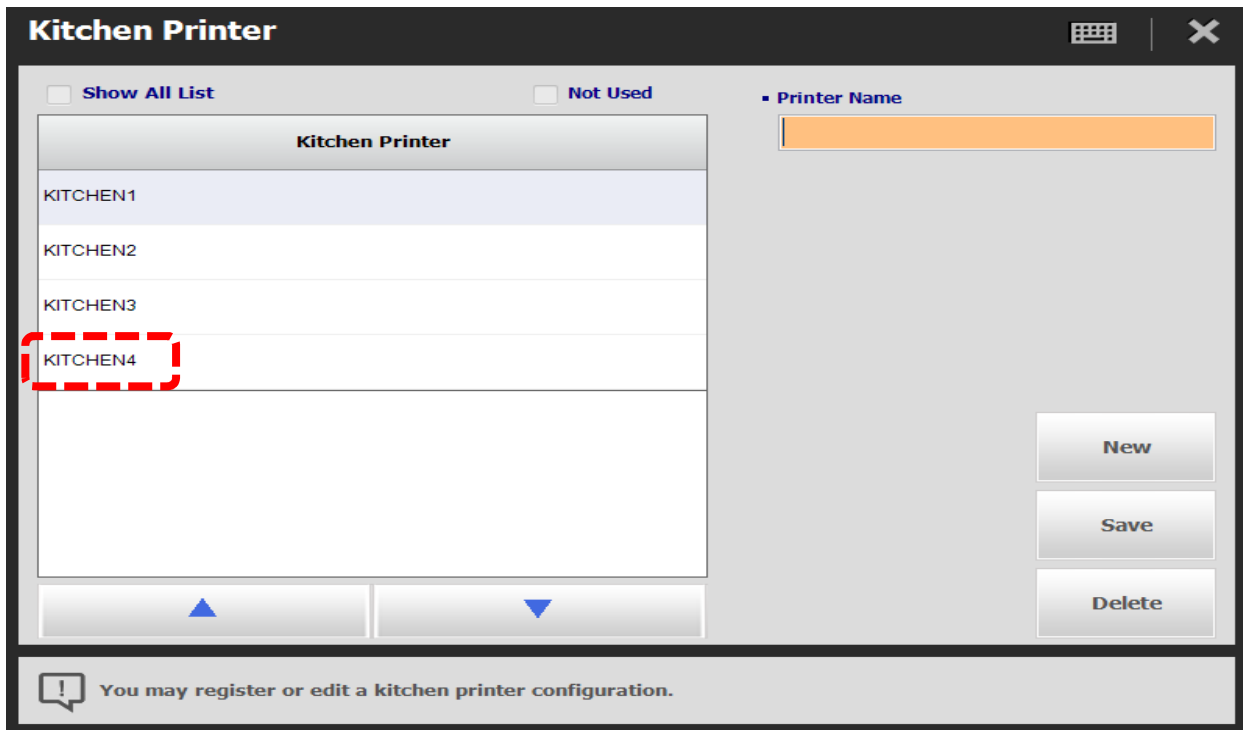 Kitchen Printer
Show All List
Not Used
Kitchen Printer
KITCHEN1
KITCHEN2
KITCHEN3
KITCHEN4
Printer Name
New
Save
Delete
You may register or edit a kitchen printer configuration.